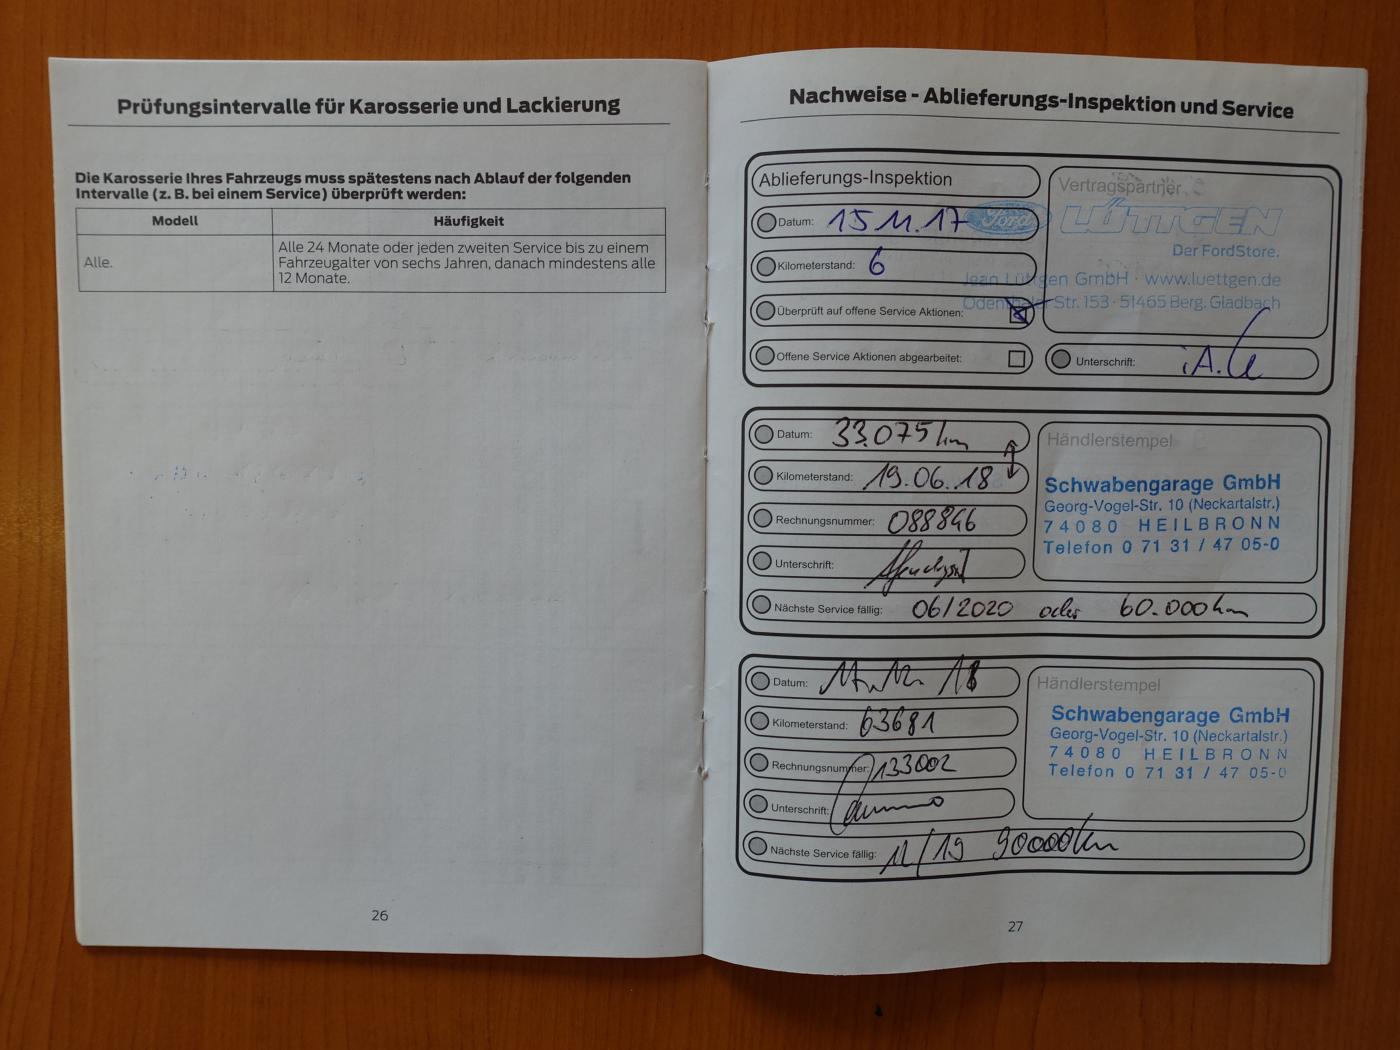 Prüfungsintervalle für Karosserie und Lackierung
Die Karosserie Ihres Fahrzeugs muss spätestens nach Ablauf der folgenden
Intervalle (z. B. bei einem Service) überprüft werden:
Modell Häufigkeit
Alle. Alle 24 Monate oder jeden zweiten Service bis zu einem
Fahrzeugalter von sechs Jahren, danach mindestens alle
12 Monate.
26
Nachweise - Ablieferungs-Inspektion und Service
Ablieferungs-Inspektion
Datum: 15 11.17
Kilometerstand: 6
Überprüft auf offene Service Aktionen:
Offene Service Aktionen abgearbeitet:
Vertragspartner
Ford LÜTTGEN
Der FordStore.
Jean Lüttgen GmbH · www.luettgen.de
Odenthaler Str. 153 · 51465 Berg. Gladbach
Unterschrift: i.A.
Datum: 33.075 km
Kilometerstand: 19.06.18
Rechnungsnummer: 088846
Unterschrift:
Nächste Service fällig: 06/2020 oder 60.000 km
Händlerstempel
Schwabengarage GmbH
Georg-Vogel-Str. 10 (Neckartalstr.)
74080 HEILBRONN
Telefon 0 71 31 / 47 05-0
Datum: 18
Kilometerstand: 63681
Rechnungsnummer: 133002
Unterschrift:
Nächste Service fällig: 11/19 90000 km
Händlerstempel
Schwabengarage GmbH
Georg-Vogel-Str. 10 (Neckartalstr.)
74080 HEILBRONN
Telefon 0 71 31 / 47 05-0
27